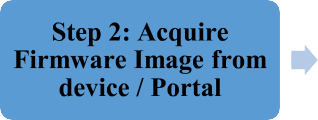 Step 2: Acquire
Firmware Image from
device / Portal